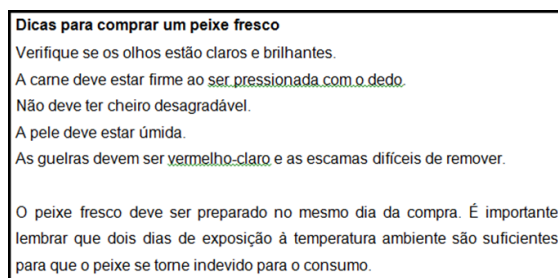 Dicas para comprar um peixe fresco
Verifique se os olhos estão claros e brilhantes.
A carne deve estar firme ao ser pressionada com o dedo.
Não deve ter cheiro desagradável.
A pele deve estar úmida.
As guelras devem ser vermelho-claro e as escamas difíceis de remover.
O peixe fresco deve ser preparado no mesmo dia da compra. É importante
lembrar que dois dias de exposição à temperatura ambiente são suficientes
para que o peixe se torne indevido para o consumo.